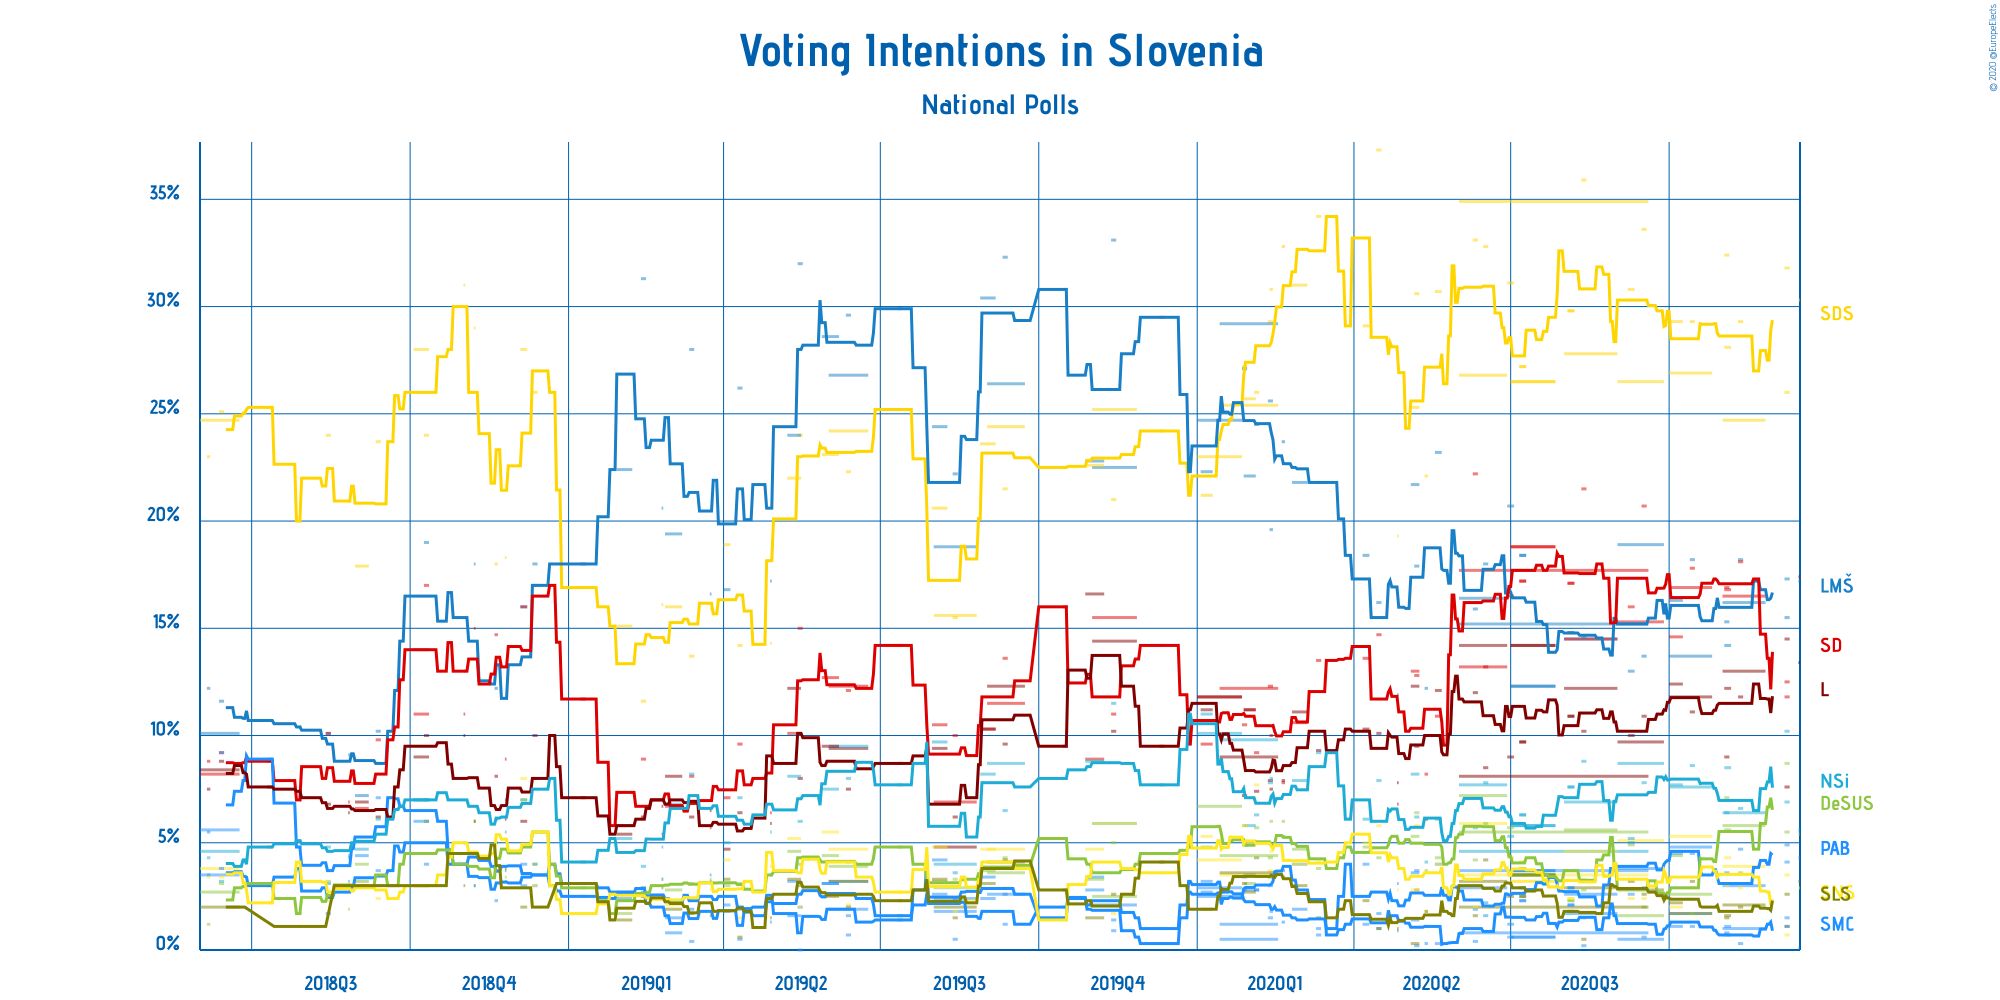 © 2020 @EuropeElects
Voting Intentions in Slovenia
National Polls
35%
30%
25%
20%
15%
10%
5%
0%
SDS
LMŠ
SD
L
NSi
DeSUS
PAB
SLS
SMC
2018Q3
2018Q4
2019Q1
2019Q2
2019Q3
2019Q4
2020Q1
2020Q2
2020Q3